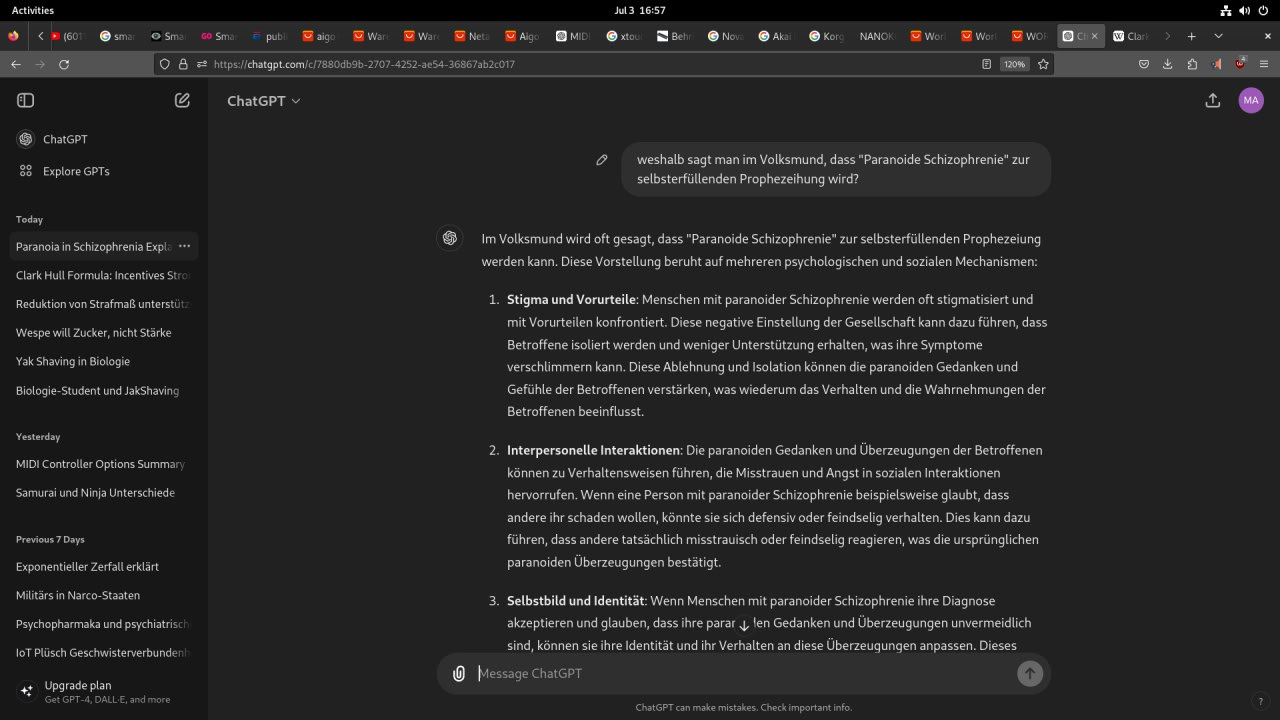 Activities
Jul 3 16:57
(601
smar
Smar
GO Sma
publ
aigo
Ware
Ware
Neta
Aigo
MIDI
xtou
Behr
Nova
Akai
Korg
NANOK
Worl
Worl
WOR
Ch
Clark
https://chatgpt.com/c/7880db9b-2707-4252-ae54-36867ab2c017
120%
4
ChatGPT
MA
ChatGPT
Explore GPTs
Today
Paranoia in Schizophrenia Expla
Clark Hull Formula: Incentives Stro
Reduktion von Strafmaß unterstütz
Wespe will Zucker, nicht Stärke
Yak Shaving in Biologie
Biologie-Student und JakShaving
Yesterday
MIDI Controller Options Summary
Samurai und Ninja Unterschiede
Previous 7 Days
Exponentieller Zerfall erklärt
Militärs in Narco-Staaten
Psychopharmaka und psychiatrisch
IoT Plüsch Geschwisterverbundenh
Upgrade plan
Get GPT-4, DALL·E, and more
weshalb sagt man im Volksmund, dass "Paranoide Schizophrenie" zur
selbsterfüllenden Prophezeihung wird?
Im Volksmund wird oft gesagt, dass "Paranoide Schizophrenie" zur selbsterfüllenden Prophezeiung
werden kann. Diese Vorstellung beruht auf mehreren psychologischen und sozialen Mechanismen:
1. Stigma und Vorurteile: Menschen mit paranoider Schizophrenie werden oft stigmatisiert und
mit Vorurteilen konfrontiert. Diese negative Einstellung der Gesellschaft kann dazu führen, dass
Betroffene isoliert werden und weniger Unterstützung erhalten, was ihre Symptome
verschlimmern kann. Diese Ablehnung und Isolation können die paranoiden Gedanken und
Gefühle der Betroffenen verstärken, was wiederum das Verhalten und die Wahrnehmungen der
Betroffenen beeinflusst.
2. Interpersonelle Interaktionen: Die paranoiden Gedanken und Überzeugungen der Betroffenen
können zu Verhaltensweisen führen, die Misstrauen und Angst in sozialen Interaktionen
hervorrufen. Wenn eine Person mit paranoider Schizophrenie beispielsweise glaubt, dass
andere ihr schaden wollen, könnte sie sich defensiv oder feindselig verhalten. Dies kann dazu
führen, dass andere tatsächlich misstrauisch oder feindselig reagieren, was die ursprünglichen
paranoiden Überzeugungen bestätigt.
3. Selbstbild und Identität: Wenn Menschen mit paranoider Schizophrenie ihre Diagnose
akzeptieren und glauben, dass ihre Gedanken und Überzeugungen unvermeidlich
sind, können sie ihre Identität und ihr Verhalten an diese Überzeugungen anpassen. Dieses
Message ChatGPT
ChatGPT can make mistakes. Check important info.
?